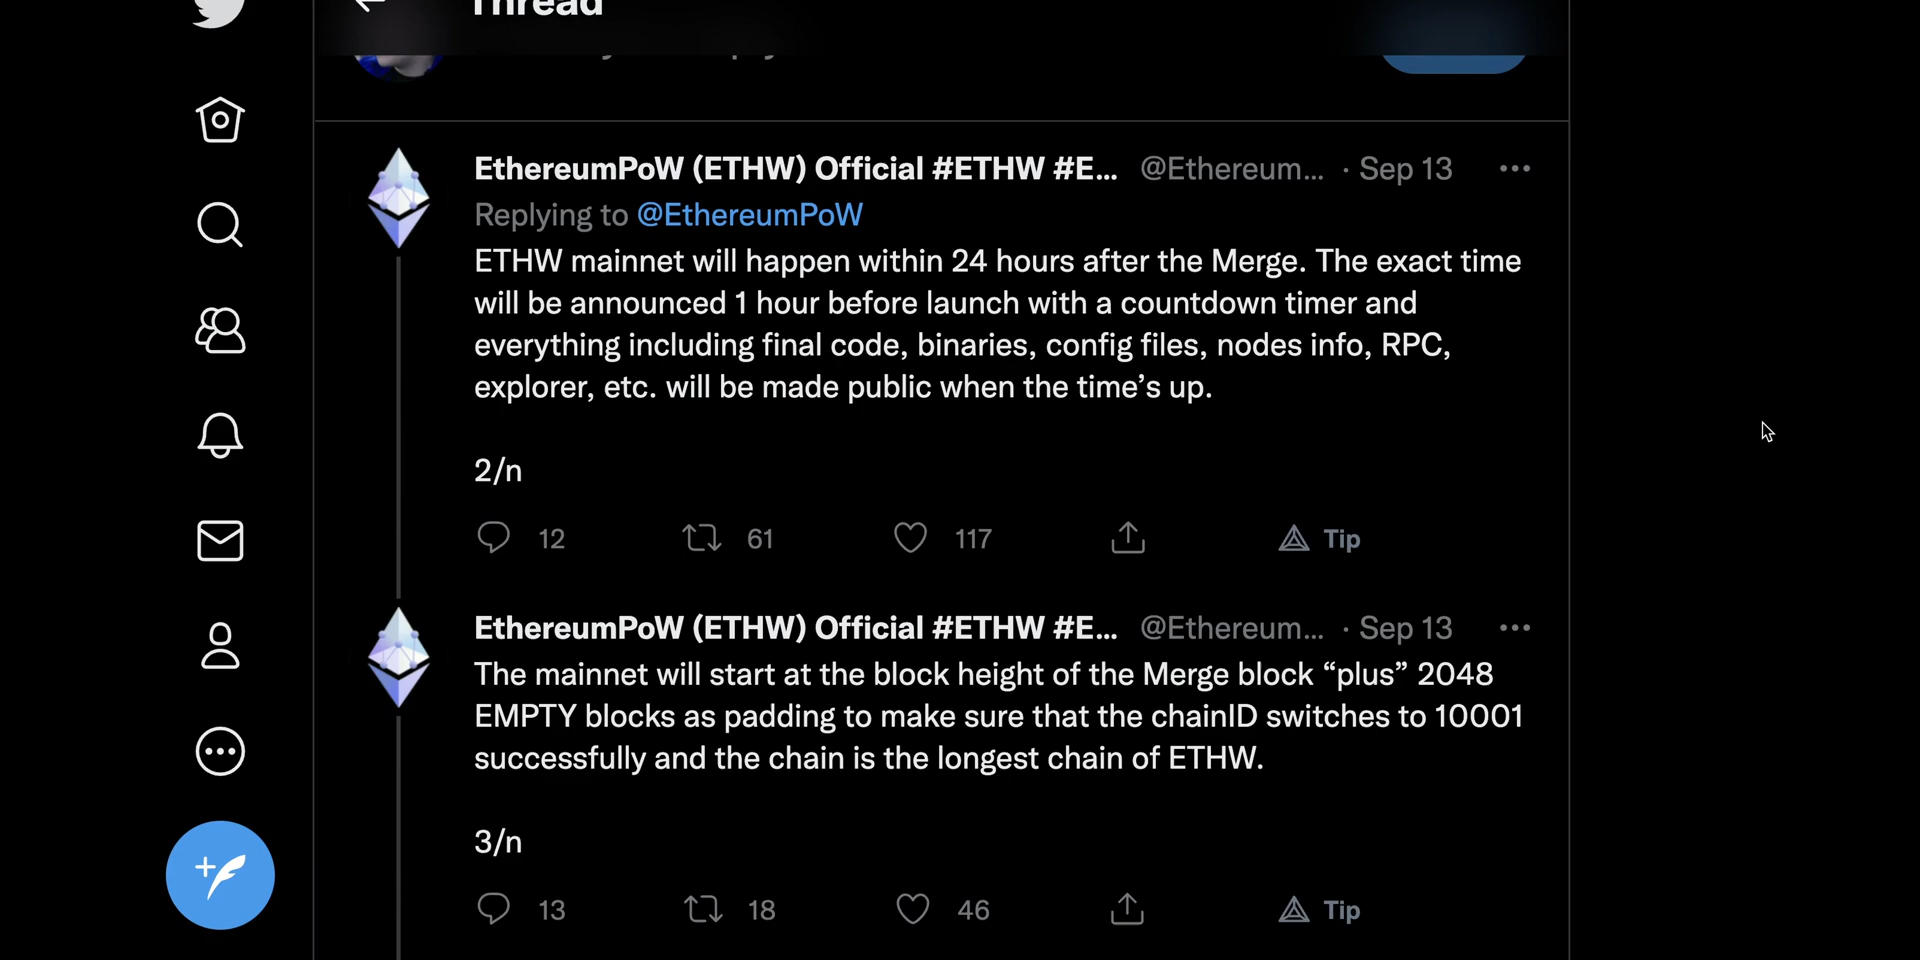 Thread
EthereumPoW (ETHW) Official #ETHW #E... @Ethereum... · Sep 13
Replying to @EthereumPoW
ETHW mainnet will happen within 24 hours after the Merge. The exact time
will be announced 1 hour before launch with a countdown timer and
everything including final code, binaries, config files, nodes info, RPC,
explorer, etc. will be made public when the time’s up.
2/n
12 61 117 Tip
EthereumPoW (ETHW) Official #ETHW #E... @Ethereum... · Sep 13
The mainnet will start at the block height of the Merge block “plus” 2048
EMPTY blocks as padding to make sure that the chainID switches to 10001
successfully and the chain is the longest chain of ETHW.
3/n
13 18 46 Tip